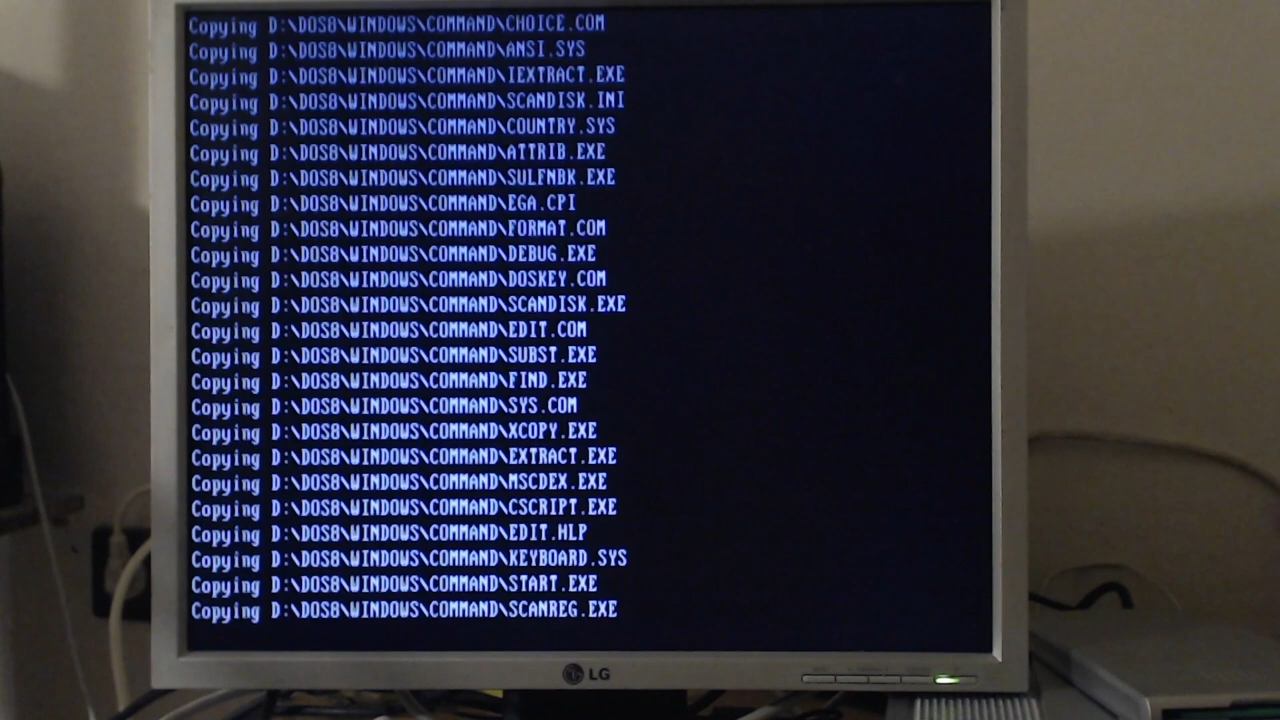 Copying D:\DOS8\WINDOWS\COMMAND\CHOICE.COM
Copying D:\DOS8\WINDOWS\COMMAND\ANSI.SYS
Copying D:\DOS8\WINDOWS\COMMAND\IEXTRACT.EXE
Copying D:\DOS8\WINDOWS\COMMAND\SCANDISK.INI
Copying D:\DOS8\WINDOWS\COMMAND\COUNTRY.SYS
Copying D:\DOS8\WINDOWS\COMMAND\ATTRIB.EXE
Copying D:\DOS8\WINDOWS\COMMAND\SULFNBK.EXE
Copying D:\DOS8\WINDOWS\COMMAND\EGA.CPI
Copying D:\DOS8\WINDOWS\COMMAND\FORMAT.COM
Copying D:\DOS8\WINDOWS\COMMAND\DEBUG.EXE
Copying D:\DOS8\WINDOWS\COMMAND\DOSKEY.COM
Copying D:\DOS8\WINDOWS\COMMAND\SCANDISK.EXE
Copying D:\DOS8\WINDOWS\COMMAND\EDIT.COM
Copying D:\DOS8\WINDOWS\COMMAND\SUBST.EXE
Copying D:\DOS8\WINDOWS\COMMAND\FIND.EXE
Copying D:\DOS8\WINDOWS\COMMAND\SYS.COM
Copying D:\DOS8\WINDOWS\COMMAND\XCOPY.EXE
Copying D:\DOS8\WINDOWS\COMMAND\EXTRACT.EXE
Copying D:\DOS8\WINDOWS\COMMAND\MSCDEX.EXE
Copying D:\DOS8\WINDOWS\COMMAND\CSCRIPT.EXE
Copying D:\DOS8\WINDOWS\COMMAND\EDIT.HLP
Copying D:\DOS8\WINDOWS\COMMAND\KEYBOARD.SYS
Copying D:\DOS8\WINDOWS\COMMAND\START.EXE
Copying D:\DOS8\WINDOWS\COMMAND\SCANREG.EXE
LG